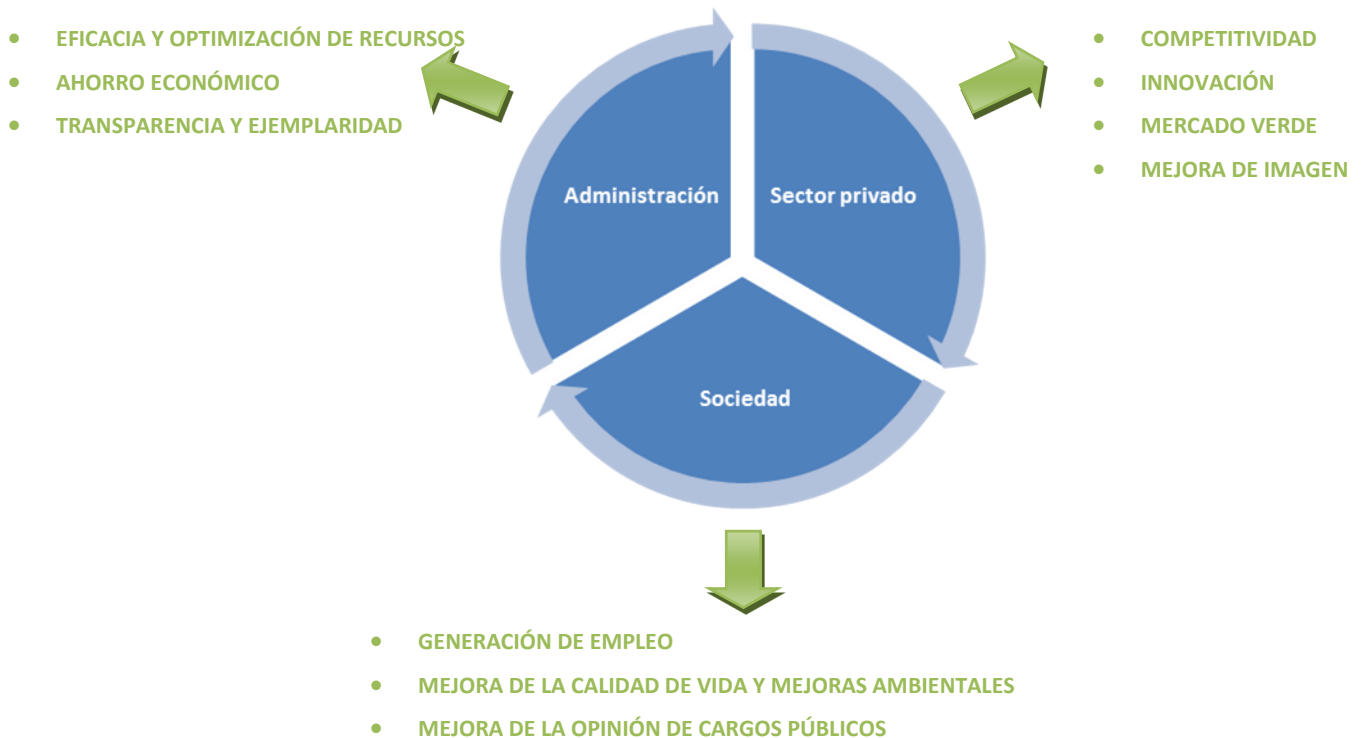 • EFICACIA Y OPTIMIZACIÓN DE RECURSOS
• AHORRO ECONÓMICO
• TRANSPARENCIA Y EJEMPLARIDAD
• COMPETITIVIDAD
• INNOVACIÓN
• MERCADO VERDE
• MEJORA DE IMAGEN
Administración
Sector privado
Sociedad
• GENERACIÓN DE EMPLEO
• MEJORA DE LA CALIDAD DE VIDA Y MEJORAS AMBIENTALES
• MEJORA DE LA OPINIÓN DE CARGOS PÚBLICOS